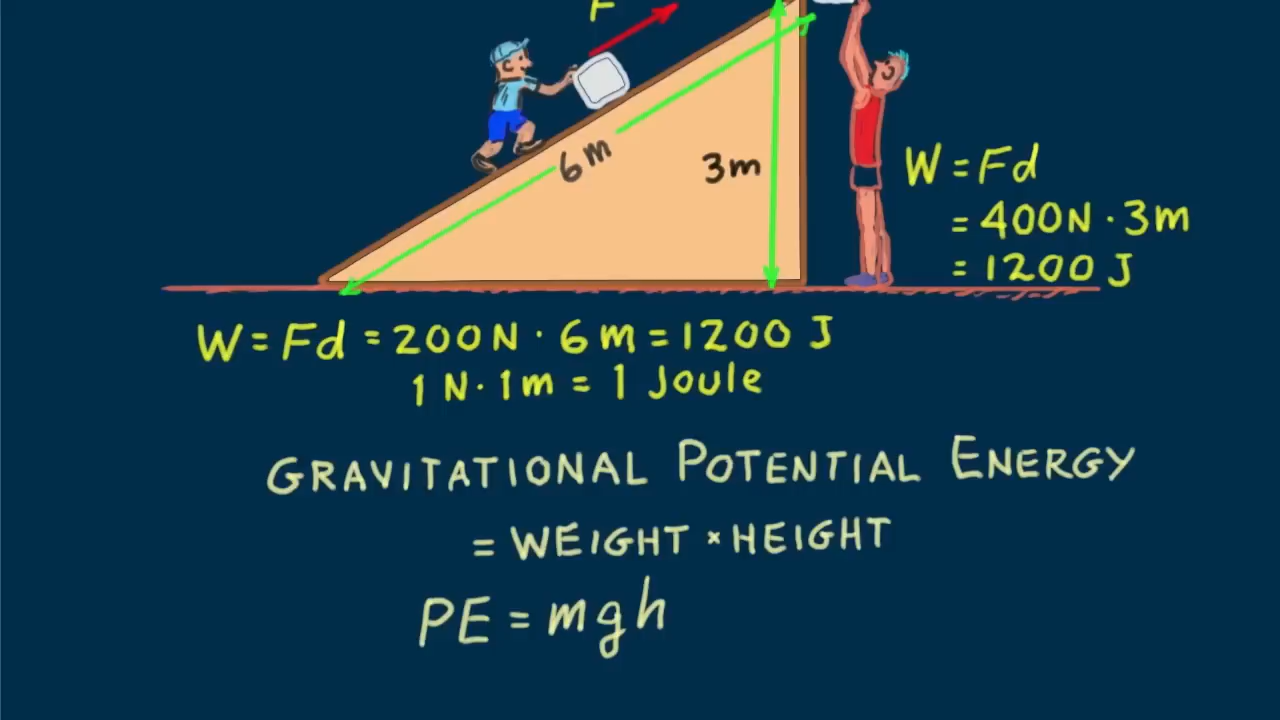 F
6m
3m
W = Fd
= 400N · 3m
= 1200 J
W = Fd = 200N · 6m = 1200 J
1 N · 1m = 1 Joule
GRAVITATIONAL POTENTIAL ENERGY
= WEIGHT × HEIGHT
PE = mgh